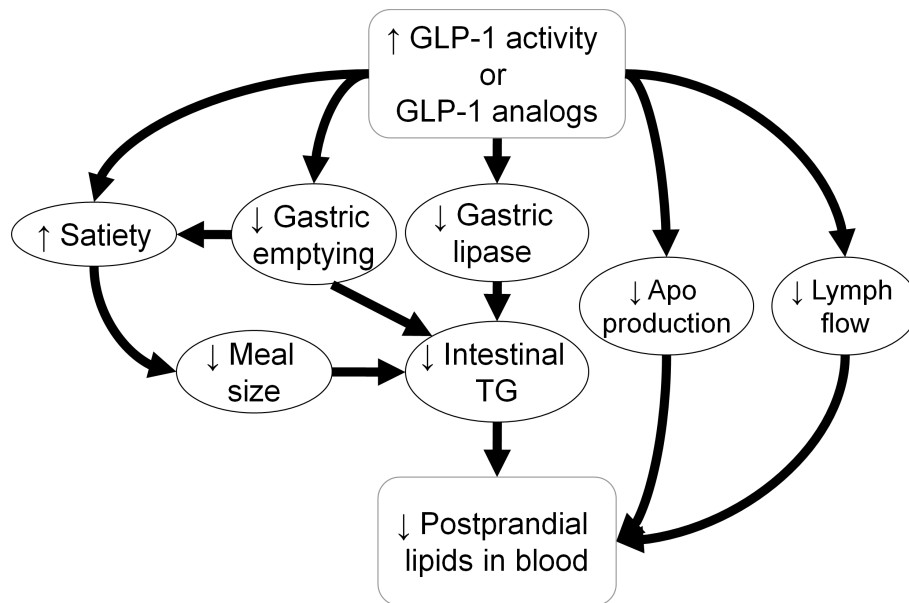 ↑ GLP-1 activity
or
GLP-1 analogs
↑ Satiety
↓ Gastric
emptying
↓ Gastric
lipase
↓ Apo
production
↓ Lymph
flow
↓ Meal
size
↓ Intestinal
TG
↓ Postprandial
lipids in blood